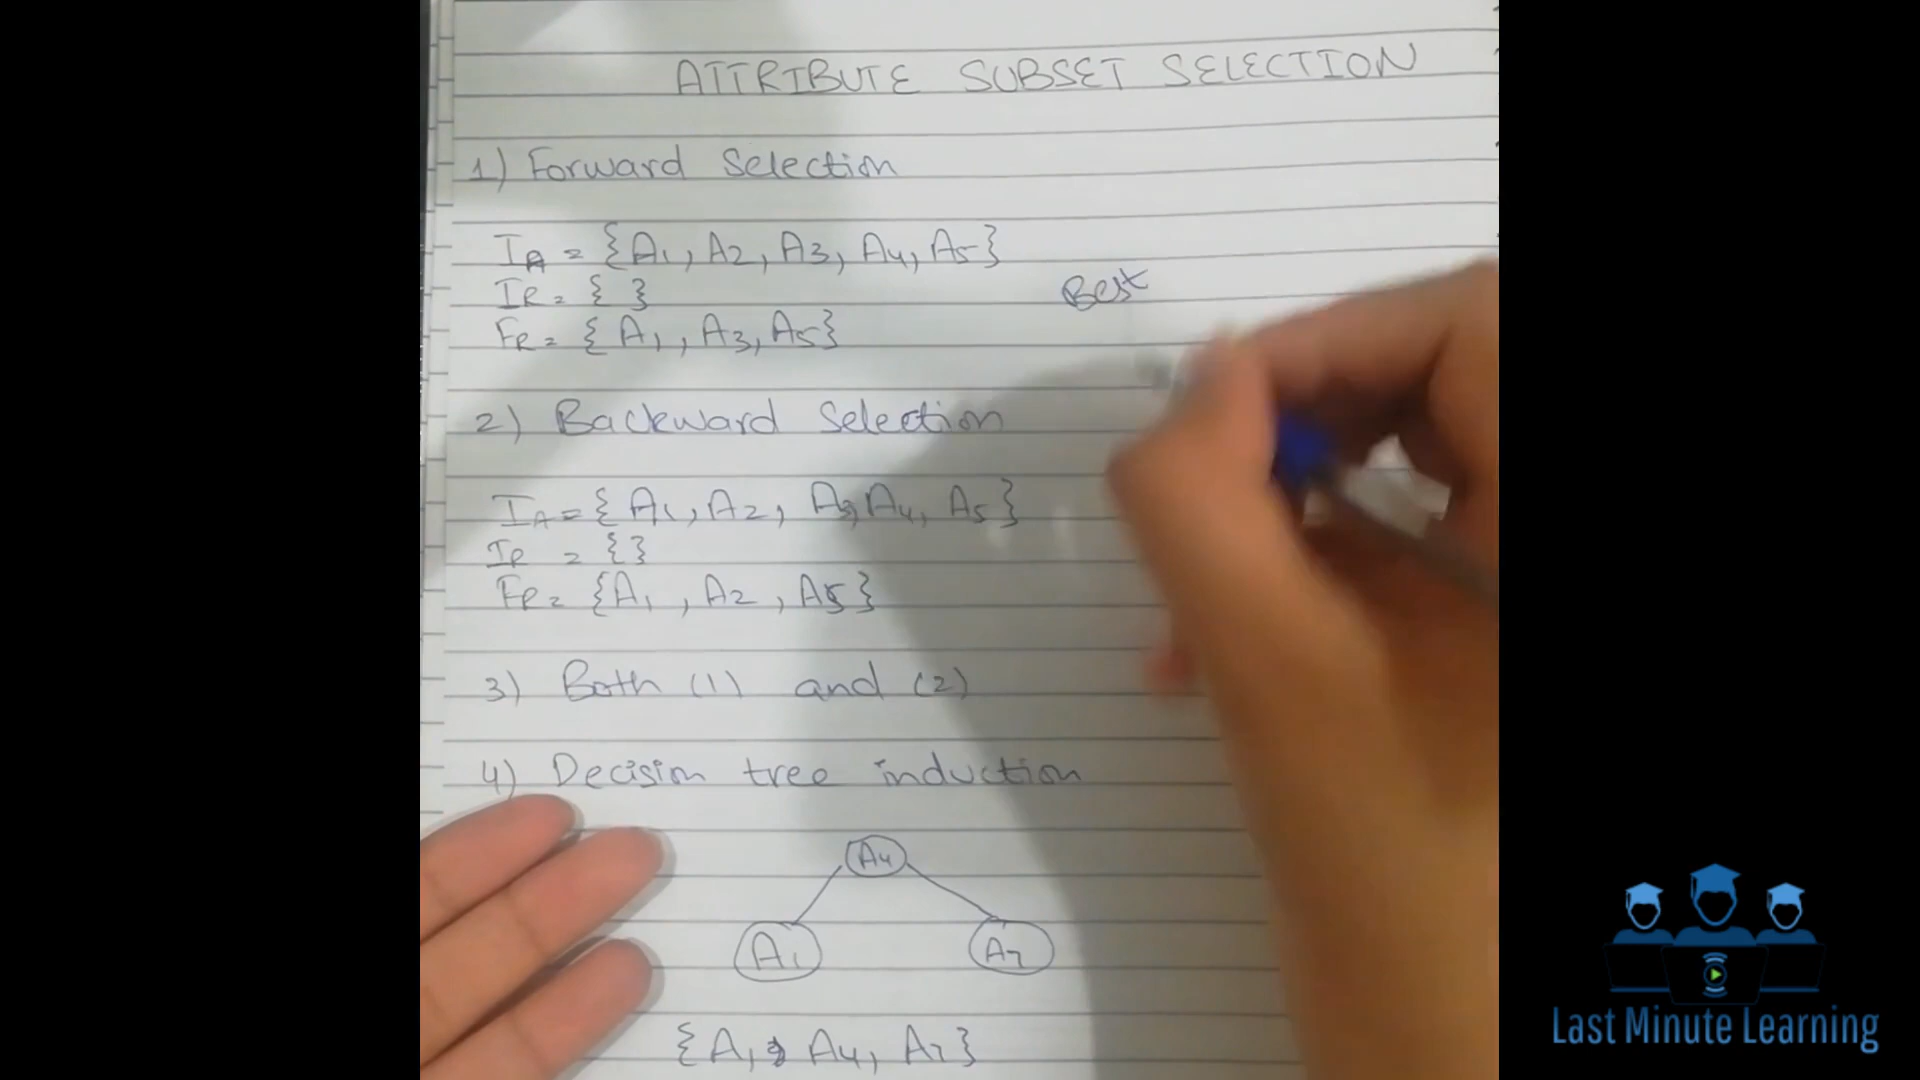 ATTRIBUTE SUBSET SELECTION
1) Forward Selection
IA = {A1, A2, A3, A4, A5}
IR = { }
Best
FR = {A1, A3, A5}
2) Backward Selection
IA = {A1, A2, A3, A4, A5}
IR = {}
FR = {A1, A2, A5}
3) Both (1) and (2)
4) Decision tree induction
A4
A1 A7
{A1, A4, A7}
Last Minute Learning